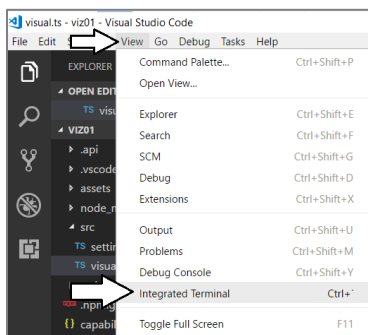 visual.ts - viz01 - Visual Studio Code
File Edit View Go Debug Tasks Help
EXPLORER
OPEN EDIT
TS visu
VIZ01
.api
.vscode
assets
node_m
src
TS settin
TS visua
.npmig
{} capabil
Command Palette... Ctrl+Shift+P
Open View...
Explorer Ctrl+Shift+E
Search Ctrl+Shift+F
SCM Ctrl+Shift+G
Debug Ctrl+Shift+D
Extensions Ctrl+Shift+X
Output Ctrl+Shift+U
Problems Ctrl+Shift+M
Debug Console Ctrl+Shift+Y
Integrated Terminal Ctrl+`
Toggle Full Screen F11